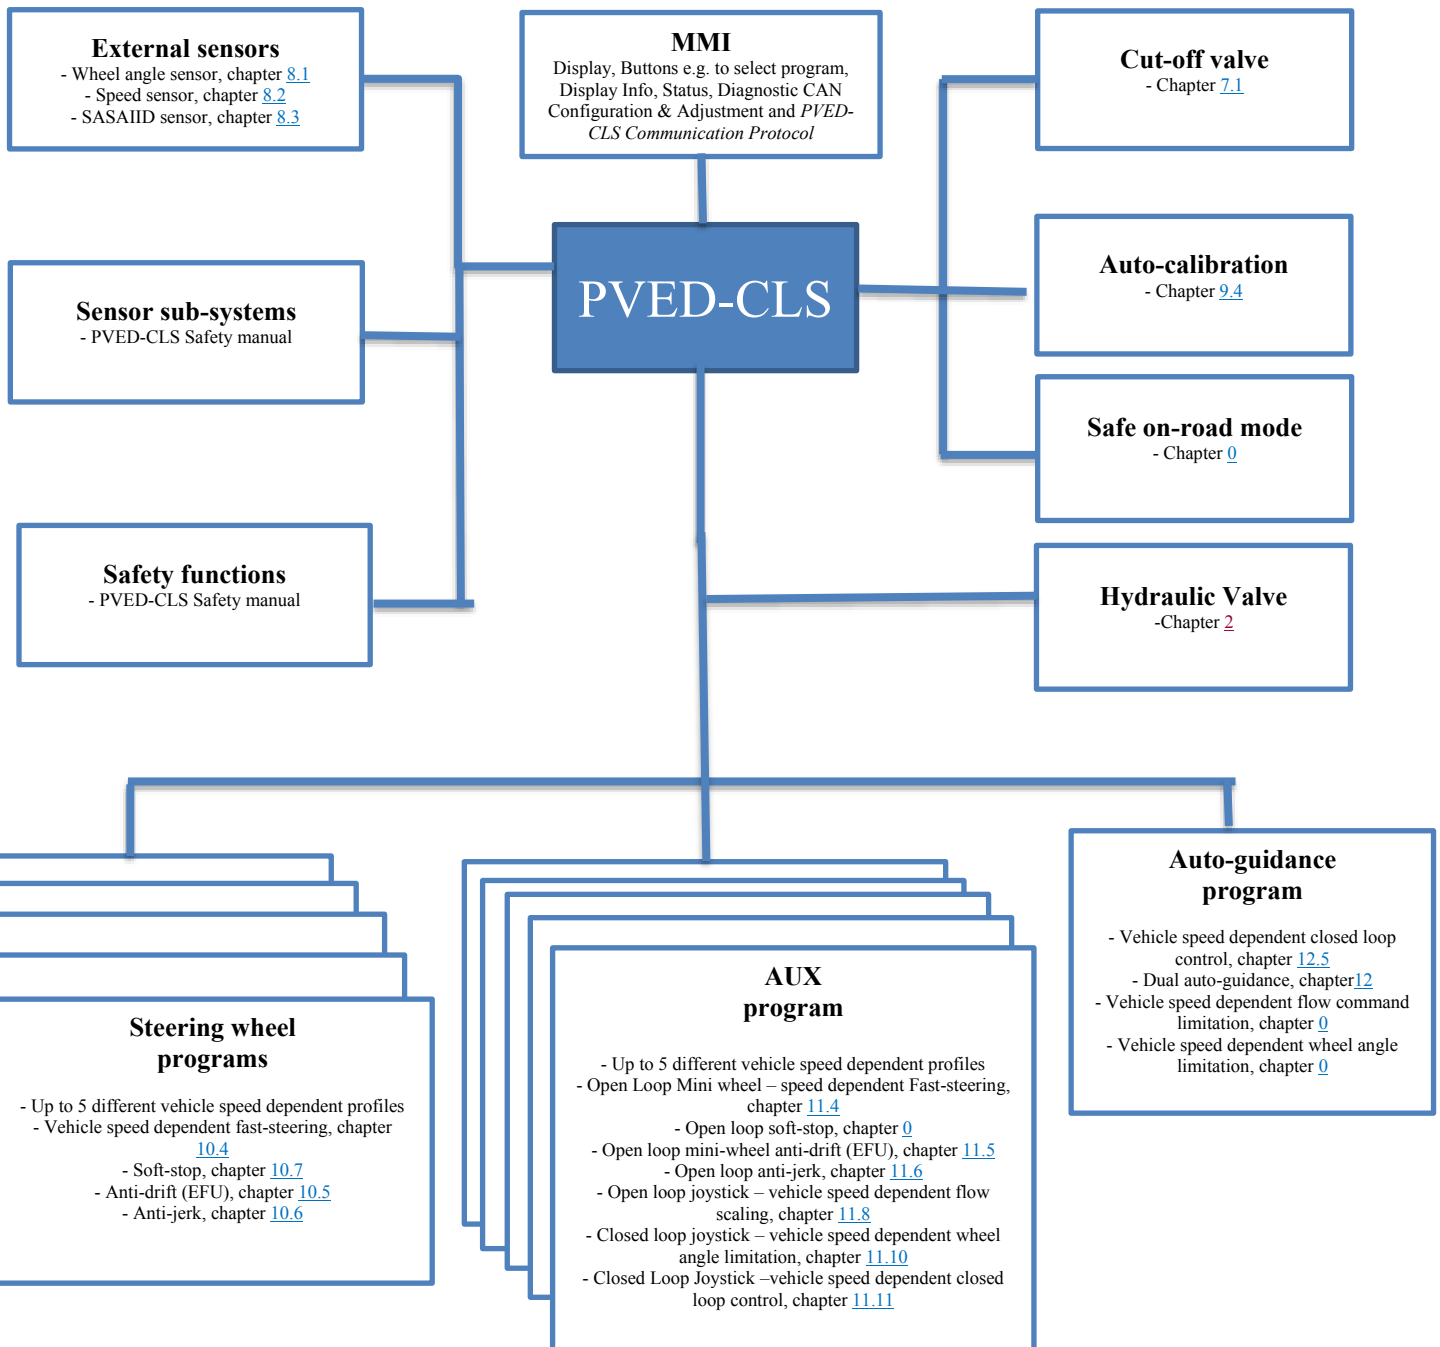 External sensors
- Wheel angle sensor, chapter 8.1
- Speed sensor, chapter 8.2
- SASAIID sensor, chapter 8.3
MMI
Display, Buttons e.g. to select program,
Display Info, Status, Diagnostic CAN
Configuration & Adjustment and PVED-
CLS Communication Protocol
Cut-off valve
- Chapter 7.1
Sensor sub-systems
- PVED-CLS Safety manual
PVED-CLS
Auto-calibration
- Chapter 9.4
Safe on-road mode
- Chapter 0
Safety functions
- PVED-CLS Safety manual
Hydraulic Valve
-Chapter 2
Steering wheel
programs
- Up to 5 different vehicle speed dependent profiles
- Vehicle speed dependent fast-steering, chapter
10.4
- Soft-stop, chapter 10.7
- Anti-drift (EFU), chapter 10.5
- Anti-jerk, chapter 10.6
AUX
program
- Up to 5 different vehicle speed dependent profiles
- Open Loop Mini wheel – speed dependent Fast-steering,
chapter 11.4
- Open loop soft-stop, chapter 0
- Open loop mini-wheel anti-drift (EFU), chapter 11.5
- Open loop anti-jerk, chapter 11.6
- Open loop joystick – vehicle speed dependent flow
scaling, chapter 11.8
- Closed loop joystick – vehicle speed dependent wheel
angle limitation, chapter 11.10
- Closed Loop Joystick –vehicle speed dependent closed
loop control, chapter 11.11
Auto-guidance
program
- Vehicle speed dependent closed loop
control, chapter 12.5
- Dual auto-guidance, chapter12
- Vehicle speed dependent flow command
limitation, chapter 0
- Vehicle speed dependent wheel angle
limitation, chapter 0